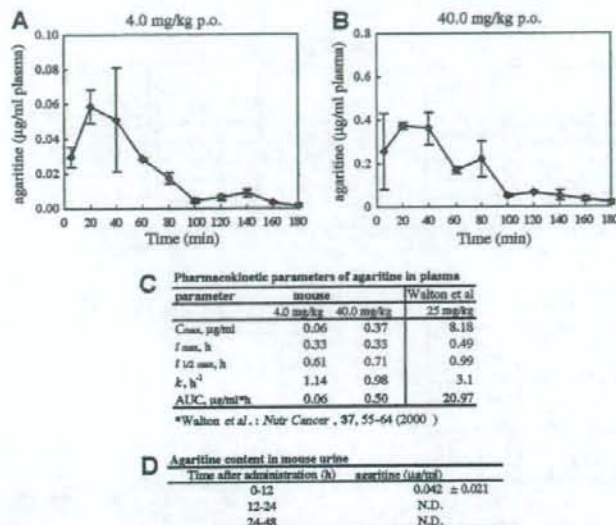 A
4.0 mg/kg p.o.
agaritine (µg/ml plasma)
0.10
0.08
0.06
0.04
0.02
0.00
0 20 40 60 80 100 120 140 160 180
Time (min)
B
40.0 mg/kg p.o.
agaritine (µg/ml plasma)
0.8
0.6
0.4
0.2
0
0 20 40 60 80 100 120 140 160 180
Time (min)
C Pharmacokinetic parameters of agaritine in plasma
parameter mouse Walton et al
4.0 mg/kg 40.0 mg/kg 25 mg/kg
Cmax, µg/ml 0.06 0.37 8.18
t max, h 0.33 0.33 0.49
t 1/2 max, h 0.61 0.71 0.99
k, h⁻¹ 1.14 0.98 3.1
AUC, µg/ml*h 0.06 0.50 20.97
*Walton et al. : Nutr Cancer , 37, 55-64 (2000 )
D Agaritine content in mouse urine
Time after administration (h) agaritine (µg/ml)
0-12 0.042 ± 0.021
12-24 N.D.
24-48 N.D.